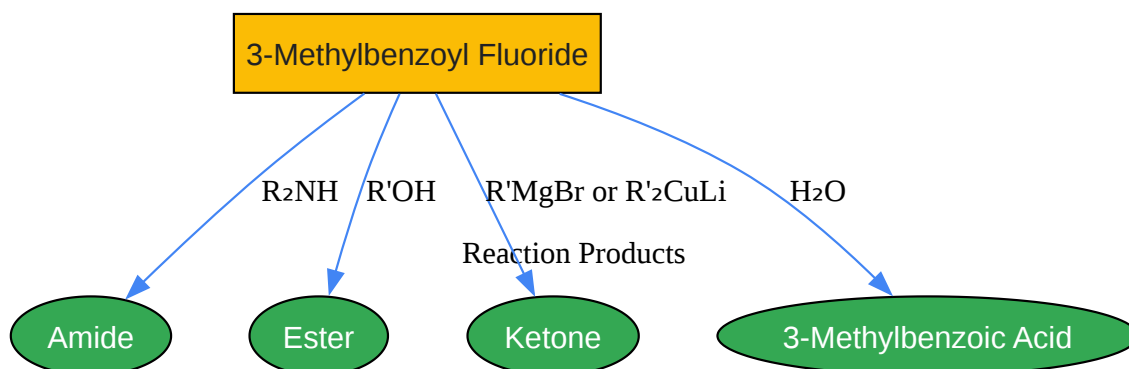 3-Methylbenzoyl Fluoride
R₂NH
R'OH
R'MgBr or R'₂CuLi
H₂O
Reaction Products
Amide
Ester
Ketone
3-Methylbenzoic Acid